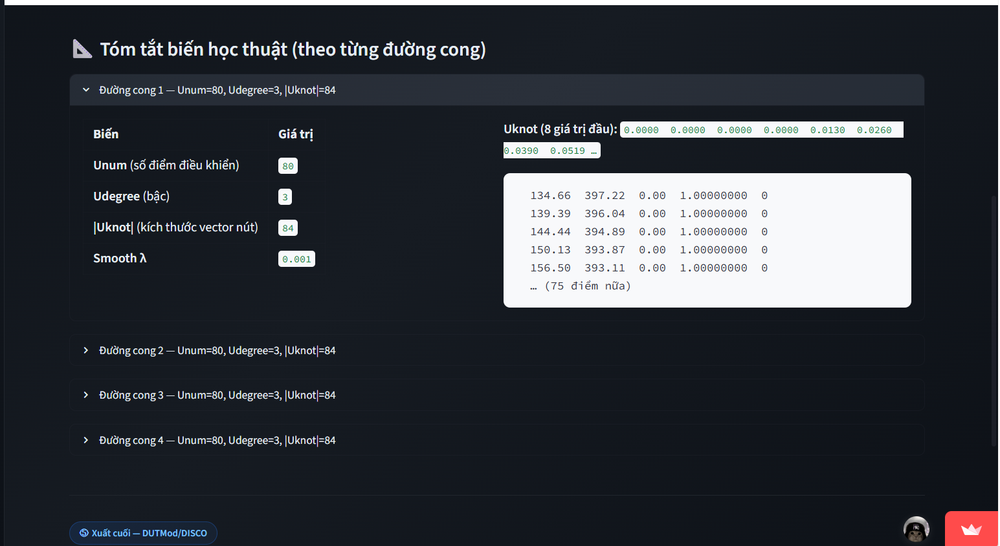 Tóm tắt biến học thuật (theo từng đường cong)
Đường cong 1 — Unum=80, Udegree=3, |Uknot|=84
Biến Giá trị
Unum (số điểm điều khiển) 80
Udegree (bậc) 3
|Uknot| (kích thước vector nút) 84
Smooth λ 0.001
Uknot (8 giá trị đầu): 0.0000 0.0000 0.0000 0.0000 0.0130 0.0260
0.0390 0.0519 …
134.66 397.22 0.00 1.00000000 0
139.39 396.04 0.00 1.00000000 0
144.44 394.89 0.00 1.00000000 0
150.13 393.87 0.00 1.00000000 0
156.50 393.11 0.00 1.00000000 0
… (75 điểm nữa)
Đường cong 2 — Unum=80, Udegree=3, |Uknot|=84
Đường cong 3 — Unum=80, Udegree=3, |Uknot|=84
Đường cong 4 — Unum=80, Udegree=3, |Uknot|=84
⑤ Xuất cuối — DUTMod/DISCO